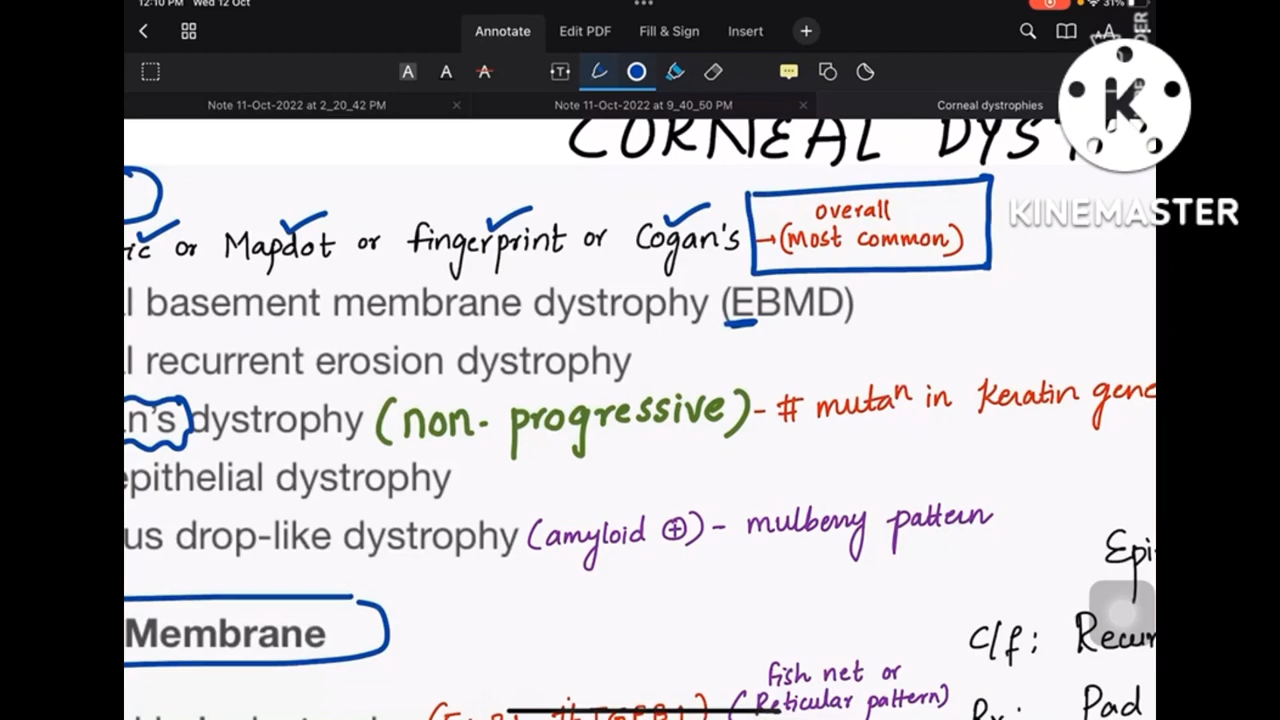 12:10 PM Wed 12 Oct
31%
Annotate Edit PDF Fill & Sign Insert
Note 11-Oct-2022 at 2_20_42 PM
Note 11-Oct-2022 at 9_40_50 PM
Corneal dystrophies
KINEMASTER
CORNEAL DYST
overall
ic or Mapdot or fingerprint or Cogan's →(Most common)
l basement membrane dystrophy (EBMD)
l recurrent erosion dystrophy
n's dystrophy (non-progressive) - # mutaⁿ in keratin gene
epithelial dystrophy
us drop-like dystrophy (amyloid ⊕) - mulberry pattern
Epi
Membrane
C/f: Recur
fish net or
(Reticular pattern)
Rx: Pad